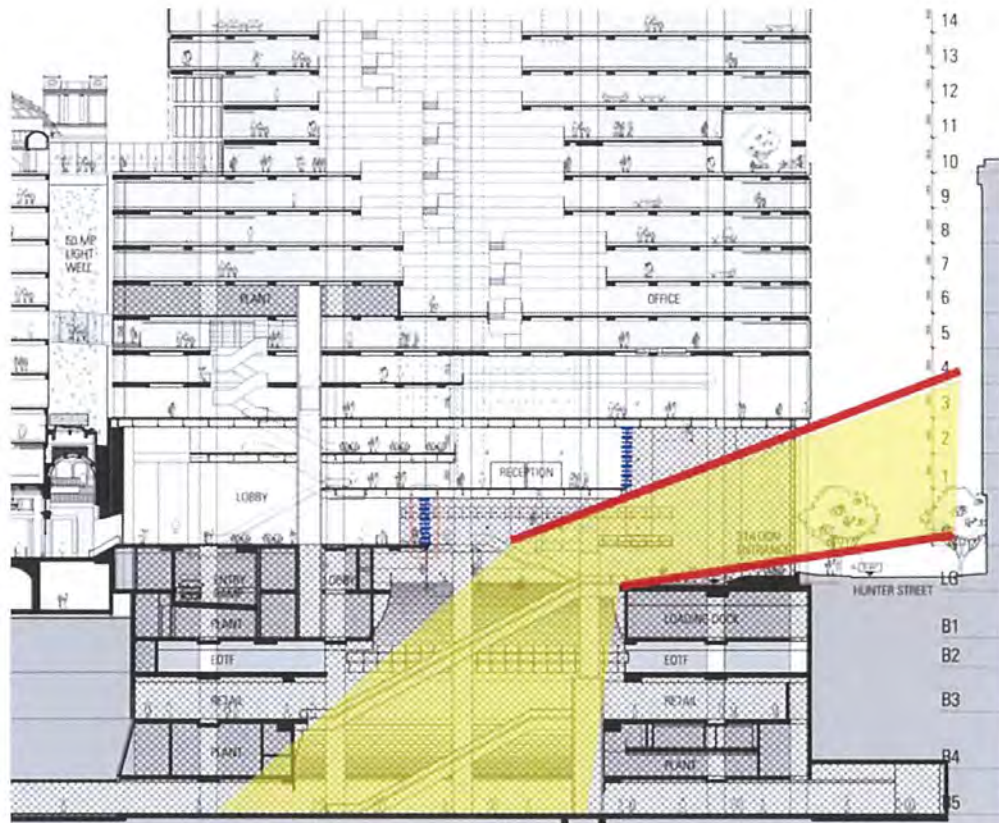 14
13
12
11
10
9
8
7
6
5
4
3
2
1
LG
B1
B2
B3
B4
B5
50 MP
LIGHT
WELL
PLANT
OFFICE
RECEPTION
LOBBY
STATION
ENTRANCE
HUNTER STREET
ENTRY
RAMP
LOBBY
PLANT
LOADING DOCK
EOTF
EOTF
RETAIL
RETAIL
PLANT
PLANT